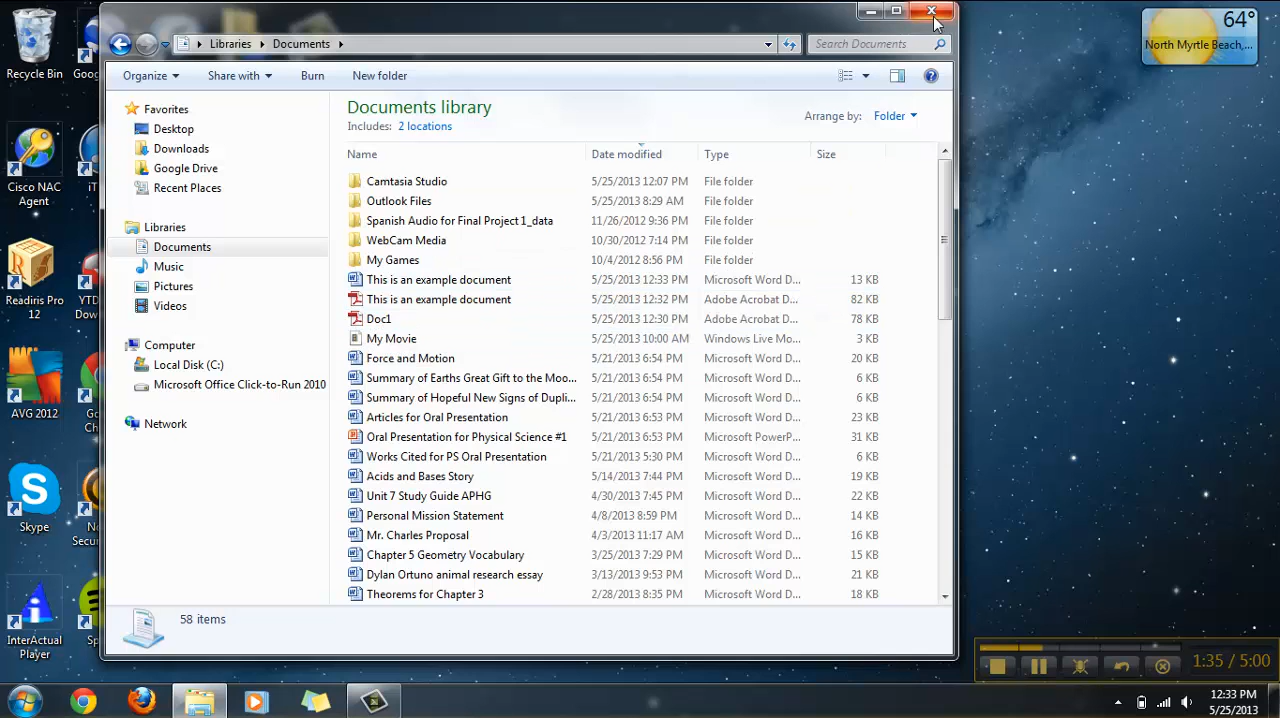 Recycle Bin
Goog
Cisco NAC Agent
iT
Readiris Pro 12
YTD
Dow
AVG 2012
Go
Ch
Skype
No
Secur
InterActual Player
Sp
64°
North Myrtle Beach,...
Libraries Documents
Search Documents
Organize Share with Burn New folder
Documents library
Includes: 2 locations
Arrange by: Folder
Favorites
Desktop
Downloads
Google Drive
Recent Places
Libraries
Documents
Music
Pictures
Videos
Computer
Local Disk (C:)
Microsoft Office Click-to-Run 2010
Network
Name Date modified Type Size
Camtasia Studio 5/25/2013 12:07 PM File folder
Outlook Files 5/25/2013 8:29 AM File folder
Spanish Audio for Final Project 1_data 11/26/2012 9:36 PM File folder
WebCam Media 10/30/2012 7:14 PM File folder
My Games 10/4/2012 8:56 PM File folder
This is an example document 5/25/2013 12:33 PM Microsoft Word D... 13 KB
This is an example document 5/25/2013 12:32 PM Adobe Acrobat D... 82 KB
Doc1 5/25/2013 12:30 PM Adobe Acrobat D... 78 KB
My Movie 5/25/2013 10:00 AM Windows Live Mo... 3 KB
Force and Motion 5/21/2013 6:54 PM Microsoft Word D... 20 KB
Summary of Earths Great Gift to the Moo... 5/21/2013 6:54 PM Microsoft Word D... 6 KB
Summary of Hopeful New Signs of Dupli... 5/21/2013 6:54 PM Microsoft Word D... 6 KB
Articles for Oral Presentation 5/21/2013 6:53 PM Microsoft Word D... 23 KB
Oral Presentation for Physical Science #1 5/21/2013 6:53 PM Microsoft PowerP... 31 KB
Works Cited for PS Oral Presentation 5/21/2013 5:30 PM Microsoft Word D... 6 KB
Acids and Bases Story 5/14/2013 7:44 PM Microsoft Word D... 19 KB
Unit 7 Study Guide APHG 4/30/2013 7:45 PM Microsoft Word D... 22 KB
Personal Mission Statement 4/8/2013 8:59 PM Microsoft Word D... 14 KB
Mr. Charles Proposal 4/3/2013 11:17 AM Microsoft Word D... 16 KB
Chapter 5 Geometry Vocabulary 3/25/2013 7:29 PM Microsoft Word D... 15 KB
Dylan Ortuno animal research essay 3/13/2013 9:53 PM Microsoft Word D... 21 KB
Theorems for Chapter 3 2/28/2013 8:35 PM Microsoft Word D... 18 KB
58 items
1:35 / 5:00
12:33 PM
5/25/2013